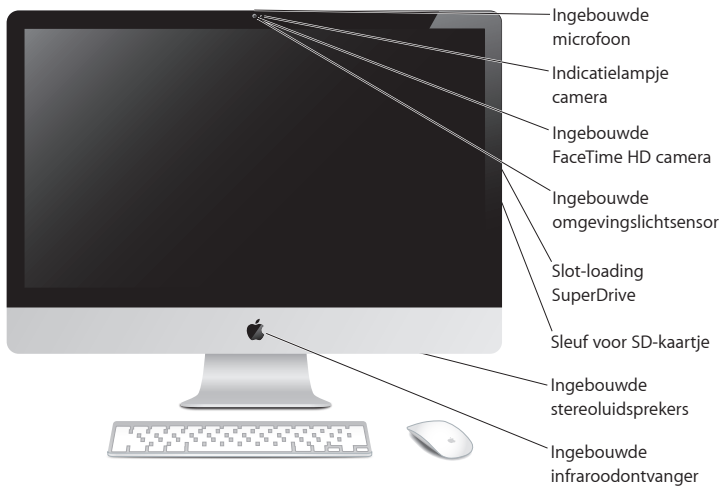 Ingebouwde
microfoon
Indicatielampje
camera
Ingebouwde
FaceTime HD camera
Ingebouwde
omgevingslichtsensor
Slot-loading
SuperDrive
Sleuf voor SD-kaartje
Ingebouwde
stereoluidsprekers
Ingebouwde
infraroodontvanger